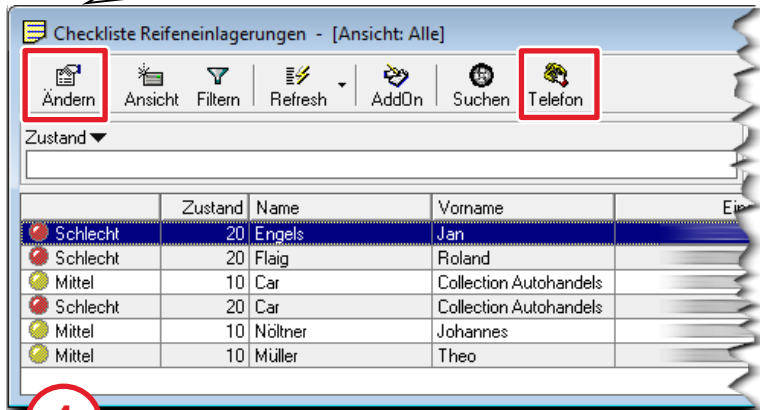 Checkliste Reifeneinlagerungen - [Ansicht: Alle]
Ändern Ansicht Filtern Refresh AddOn Suchen Telefon
Zustand
Zustand Name Vorname
Schlecht 20 Engels Jan
Schlecht 20 Flaig Roland
Mittel 10 Car Collection Autohandels
Schlecht 20 Car Collection Autohandels
Mittel 10 Nöltner Johannes
Mittel 10 Müller Theo